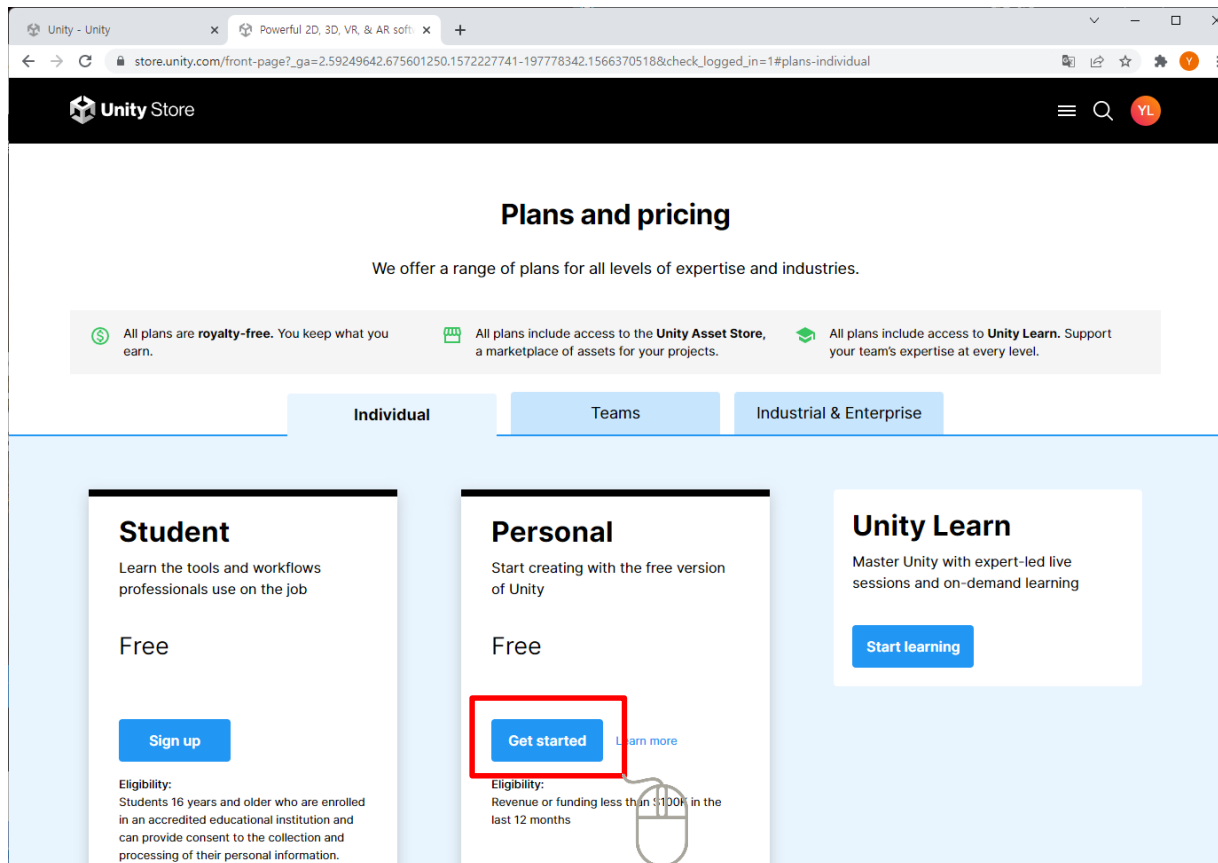 Unity - Unity
Powerful 2D, 3D, VR, & AR soft
store.unity.com/front-page?_ga=2.59249642.675601250.1572227741-197778342.1566370518&check_logged_in=1#plans-individual
Y
Unity Store
YL
Plans and pricing
We offer a range of plans for all levels of expertise and industries.
All plans are royalty-free. You keep what you
earn.
All plans include access to the Unity Asset Store,
a marketplace of assets for your projects.
All plans include access to Unity Learn. Support
your team's expertise at every level.
Individual
Teams
Industrial & Enterprise
Student
Learn the tools and workflows
professionals use on the job
Free
Sign up
Eligibility:
Students 16 years and older who are enrolled
in an accredited educational institution and
can provide consent to the collection and
processing of their personal information.
Personal
Start creating with the free version
of Unity
Free
Get started
Learn more
Eligibility:
Revenue or funding less than $100K in the
last 12 months
Unity Learn
Master Unity with expert-led live
sessions and on-demand learning
Start learning